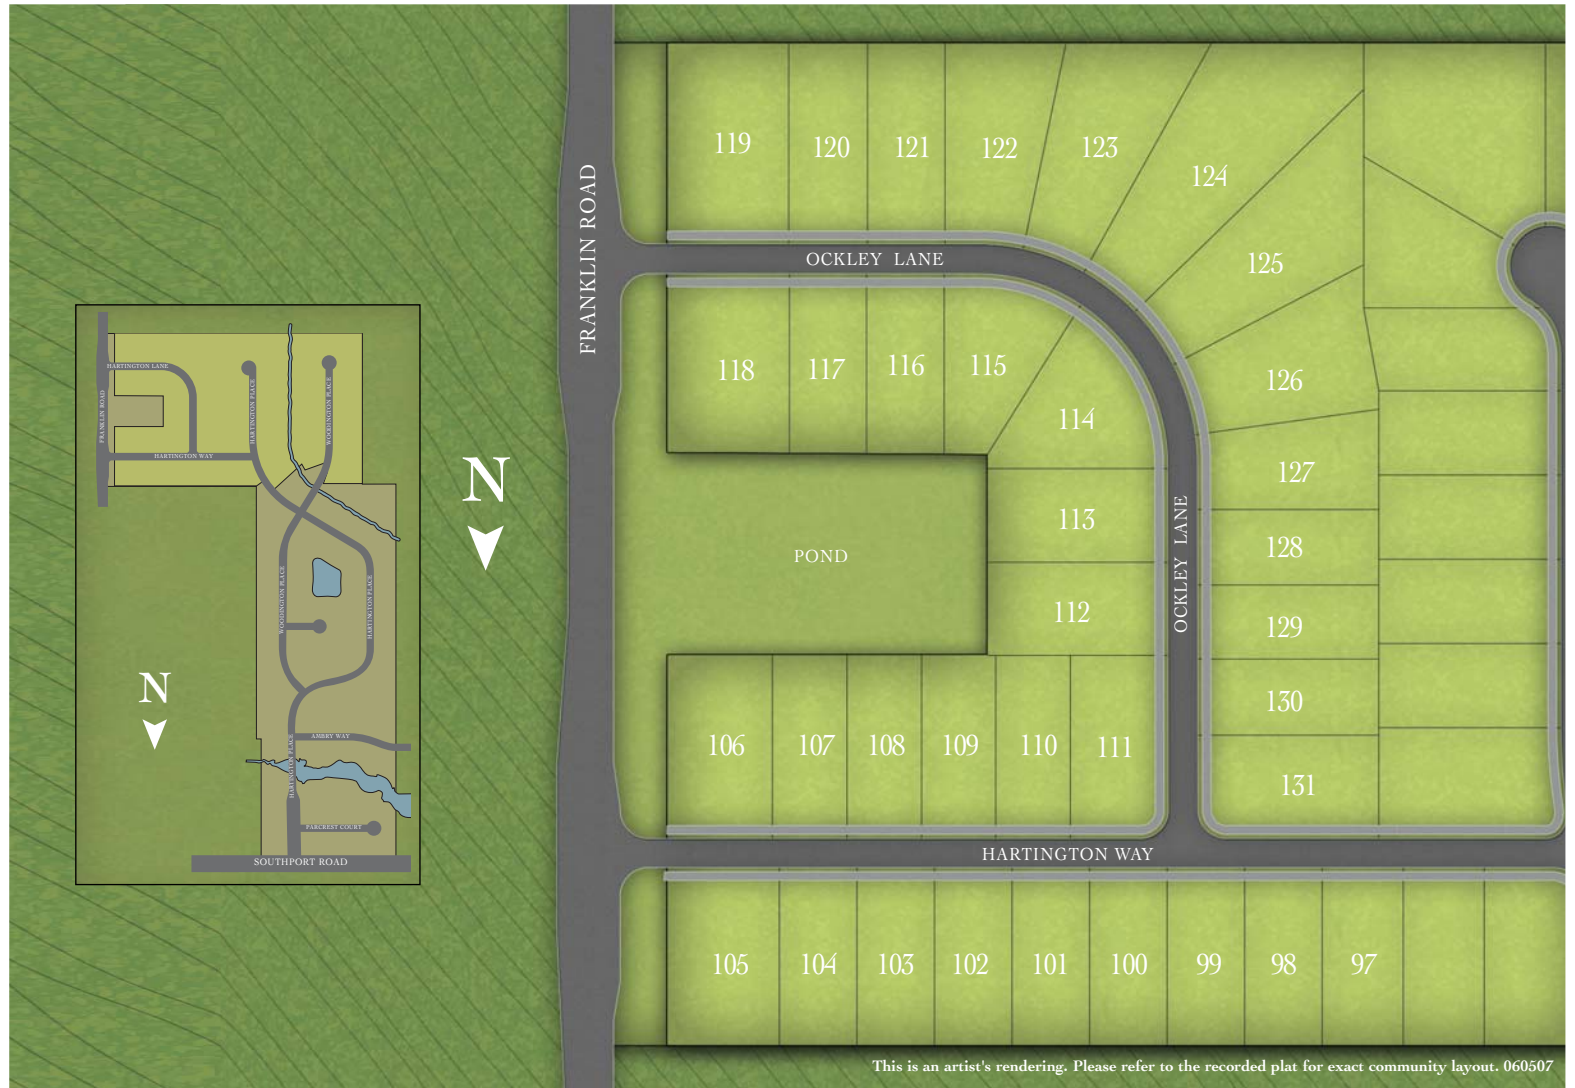 119
120
121
122
123
124
125
126
127
128
129
130
131
FRANKLIN ROAD
OCKLEY LANE
118
117
116
115
114
113
112
POND
OCKLEY LANE
106
107
108
109
110
111
HARTINGTON WAY
105
104
103
102
101
100
99
98
97
N
HARTINGTON LANE
FRANKLIN ROAD
HARTINGTON PLACE
WOODINGTON PLACE
HARTINGTON WAY
WOODINGTON PLACE
HARTINGTON PLACE
N
AMBRY WAY
HARTINGTON PLACE
PARCREST COURT
SOUTHPORT ROAD
This is an artist's rendering. Please refer to the recorded plat for exact community layout. 060507